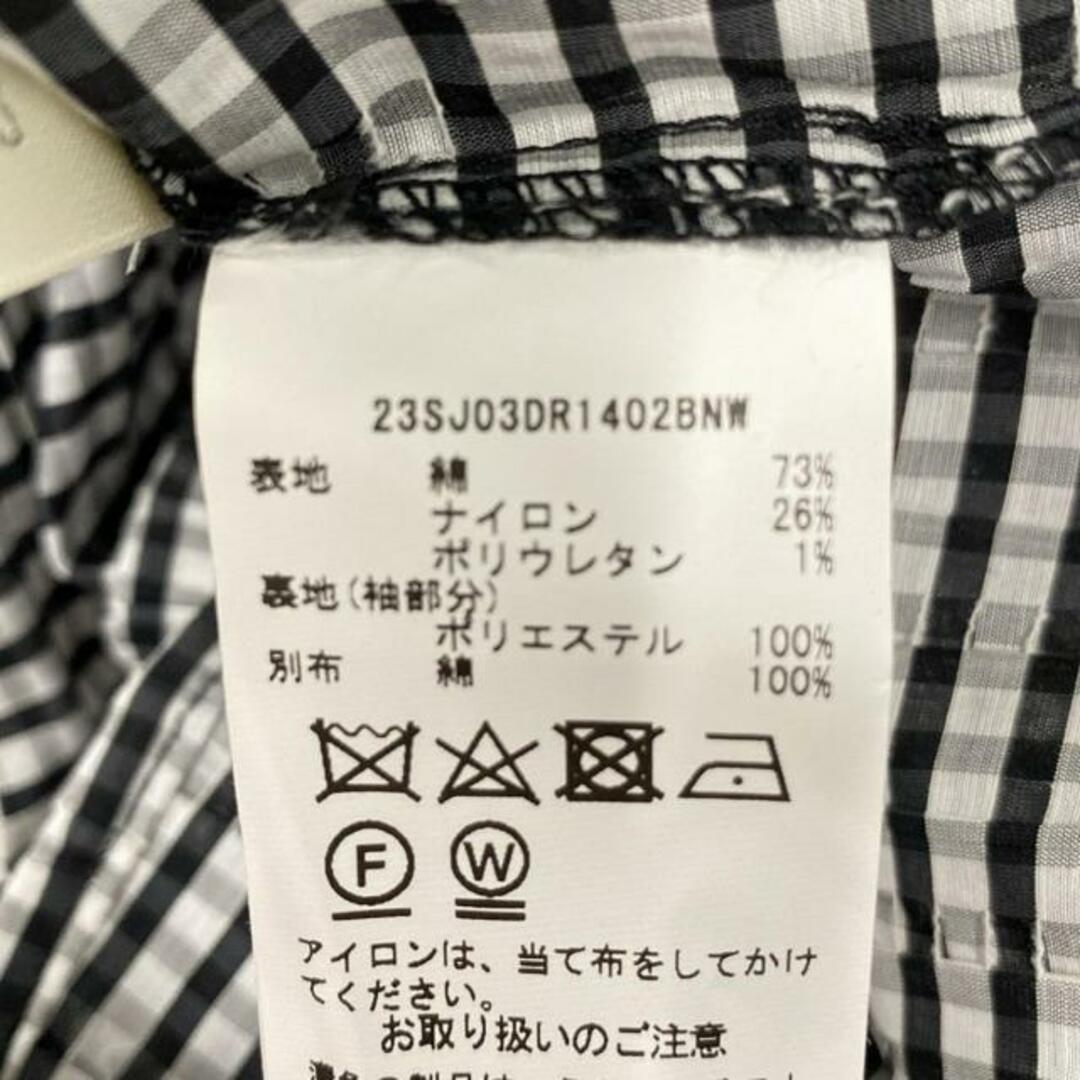 23SJ03DR1402BNW
表地 綿 73%
ナイロン 26%
ポリウレタン 1%
裏地(袖部分)
ポリエステル 100%
別布 綿 100%
F W
アイロンは、当て布をしてかけ
てください。
お取り扱いのご注意